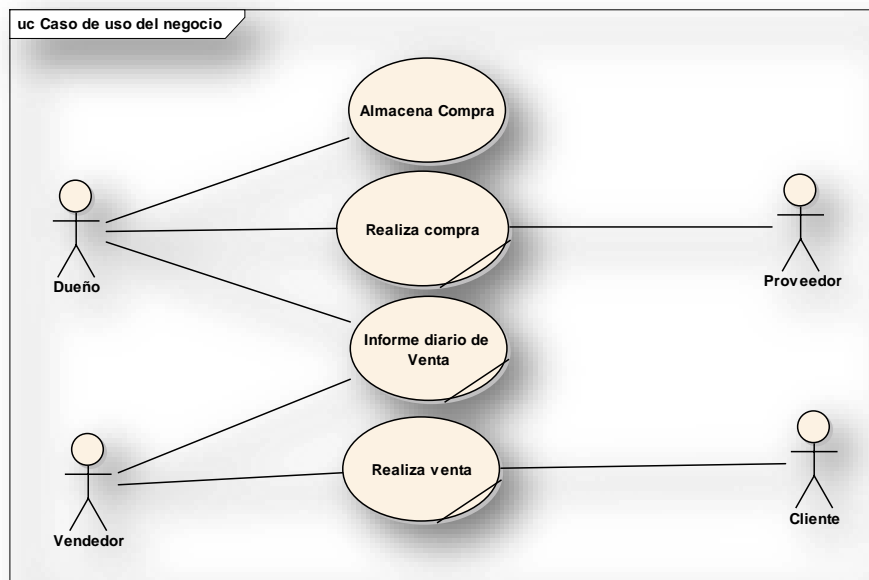 uc Caso de uso del negocio
Almacena Compra
Realiza compra
Dueño
Proveedor
Informe diario de
Venta
Realiza venta
Vendedor
Cliente